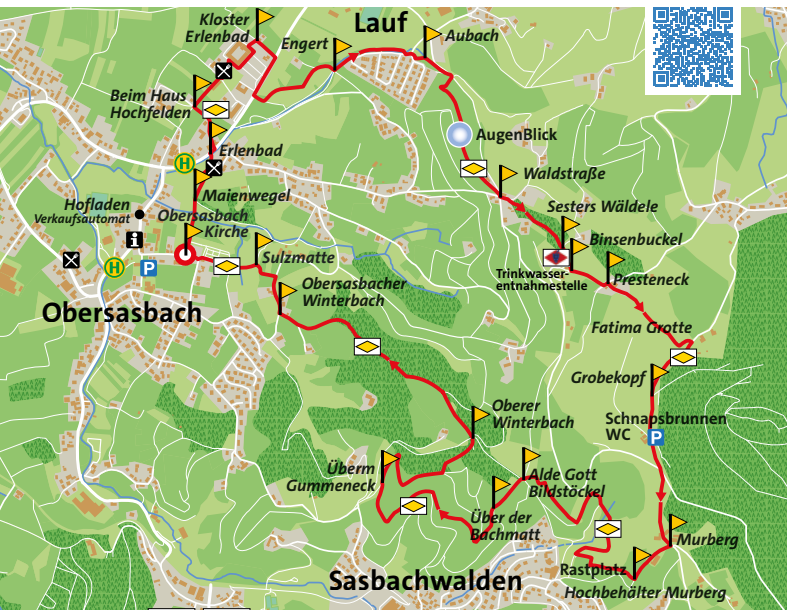 Kloster
Erlenbad
Lauf
Engert
Aubach
Beim Haus
Hochfelden
AugenBlick
H
Erlenbad
Waldstraße
Maienwegel
Hofladen
Verkaufsautomat
Sesters Wäldele
Obersasbach
Kirche
i
Binsenbuckel
Sulzmatte
H
P
Trinkwasser-
entnahmestelle
Presteneck
Obersasbacher
Winterbach
Obersasbach
Fatima Grotte
Grobekopf
Oberer
Winterbach
Schnapsbrunnen
WC
P
Überm
Gummeneck
Alde Gott
Bildstöckel
Über der
Bachmatt
Murberg
Rastplatz
Sasbachwalden
Hochbehälter Murberg